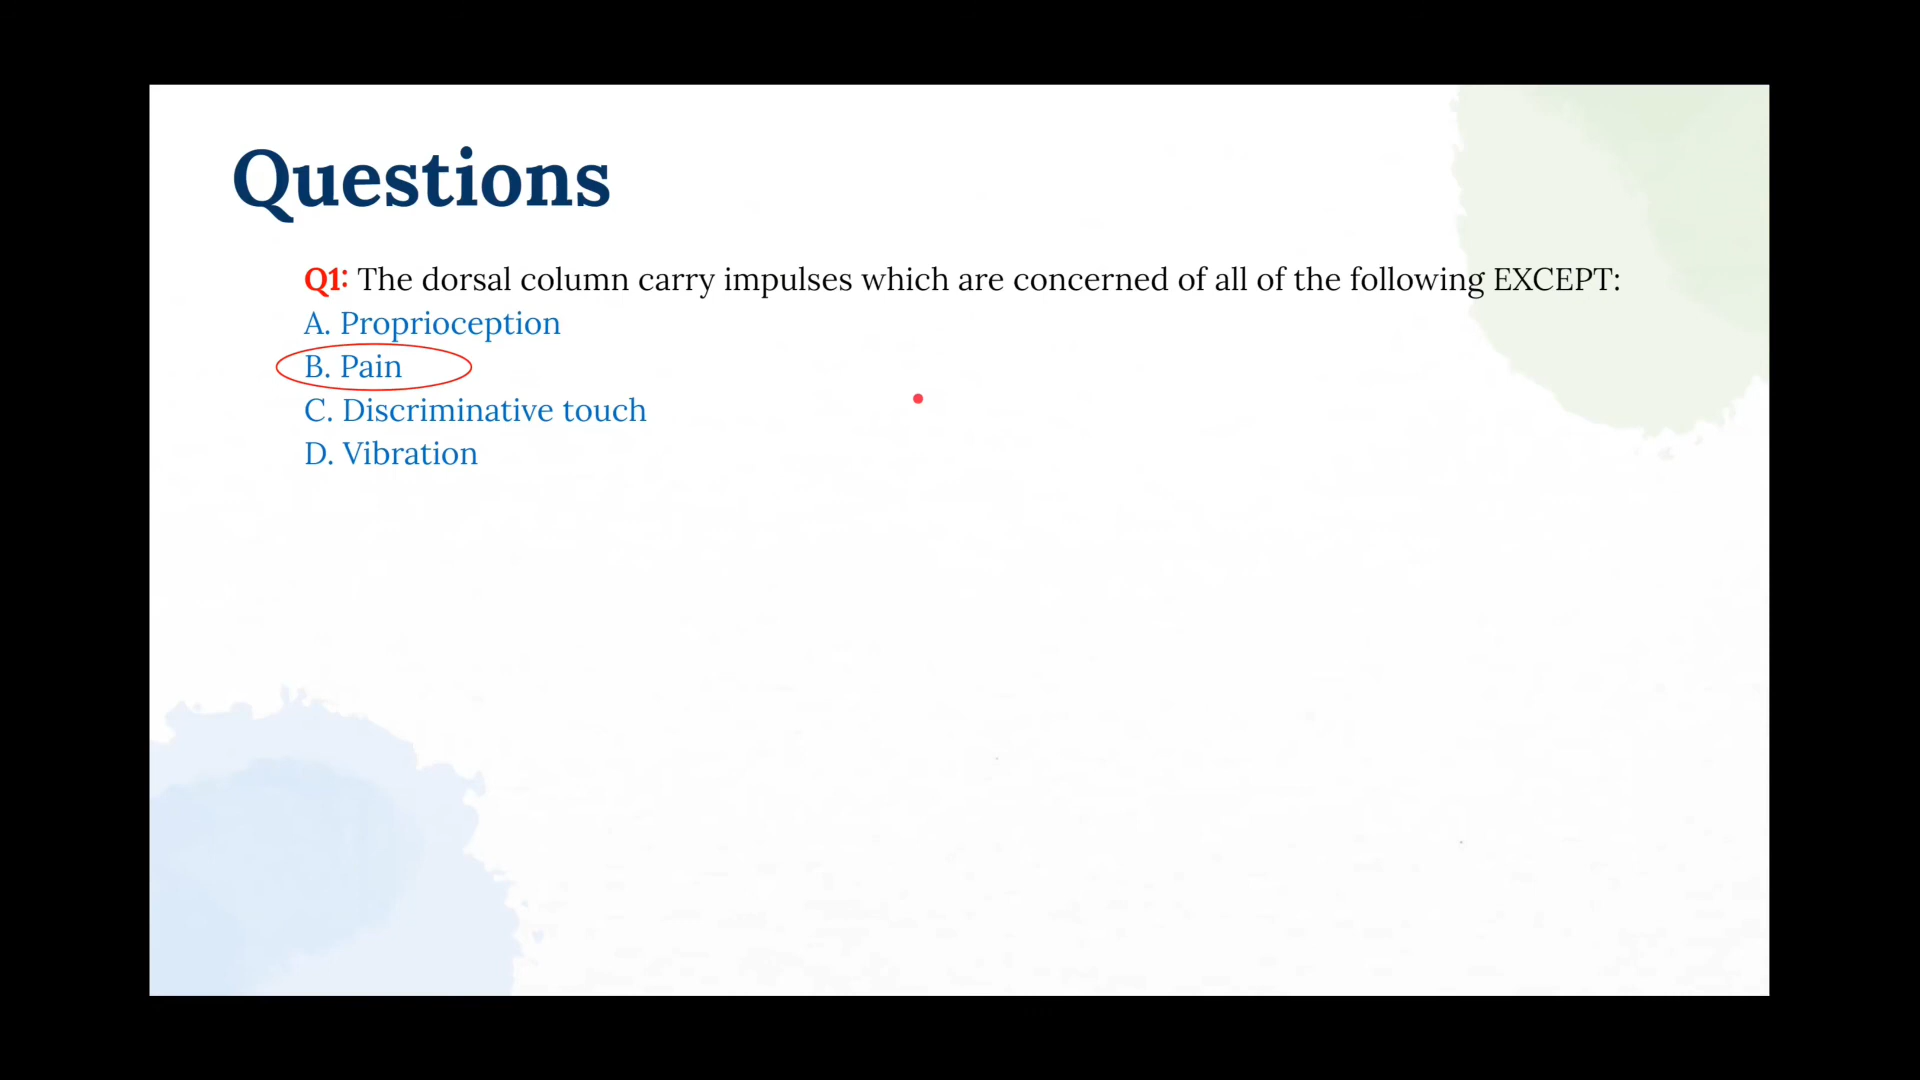 Questions
Q1: The dorsal column carry impulses which are concerned of all of the following EXCEPT:
A. Proprioception
B. Pain
C. Discriminative touch
D. Vibration